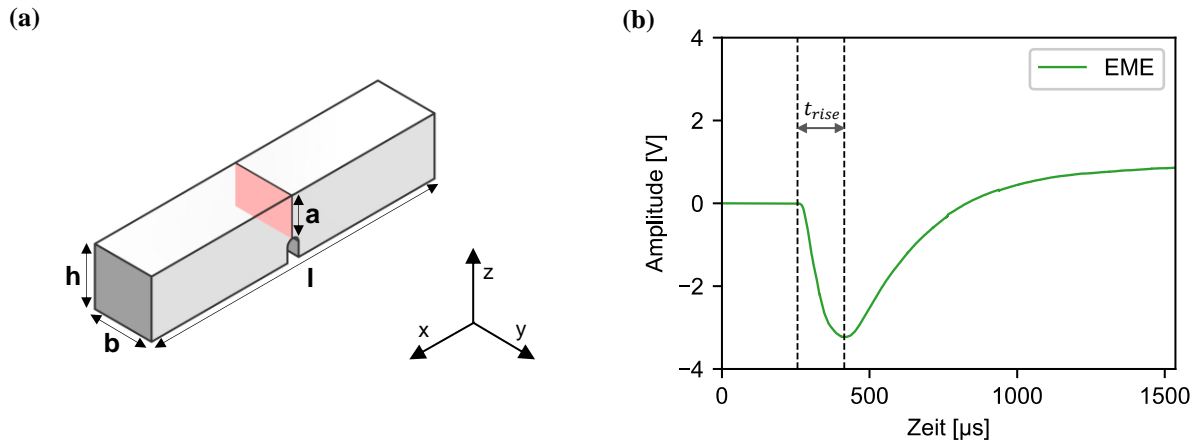 (a)
h
b
a
l
z
x
y
(b)
EME
t_rise
Amplitude [V]
4
2
0
−2
−4
0
500
1000
1500
Zeit [µs]